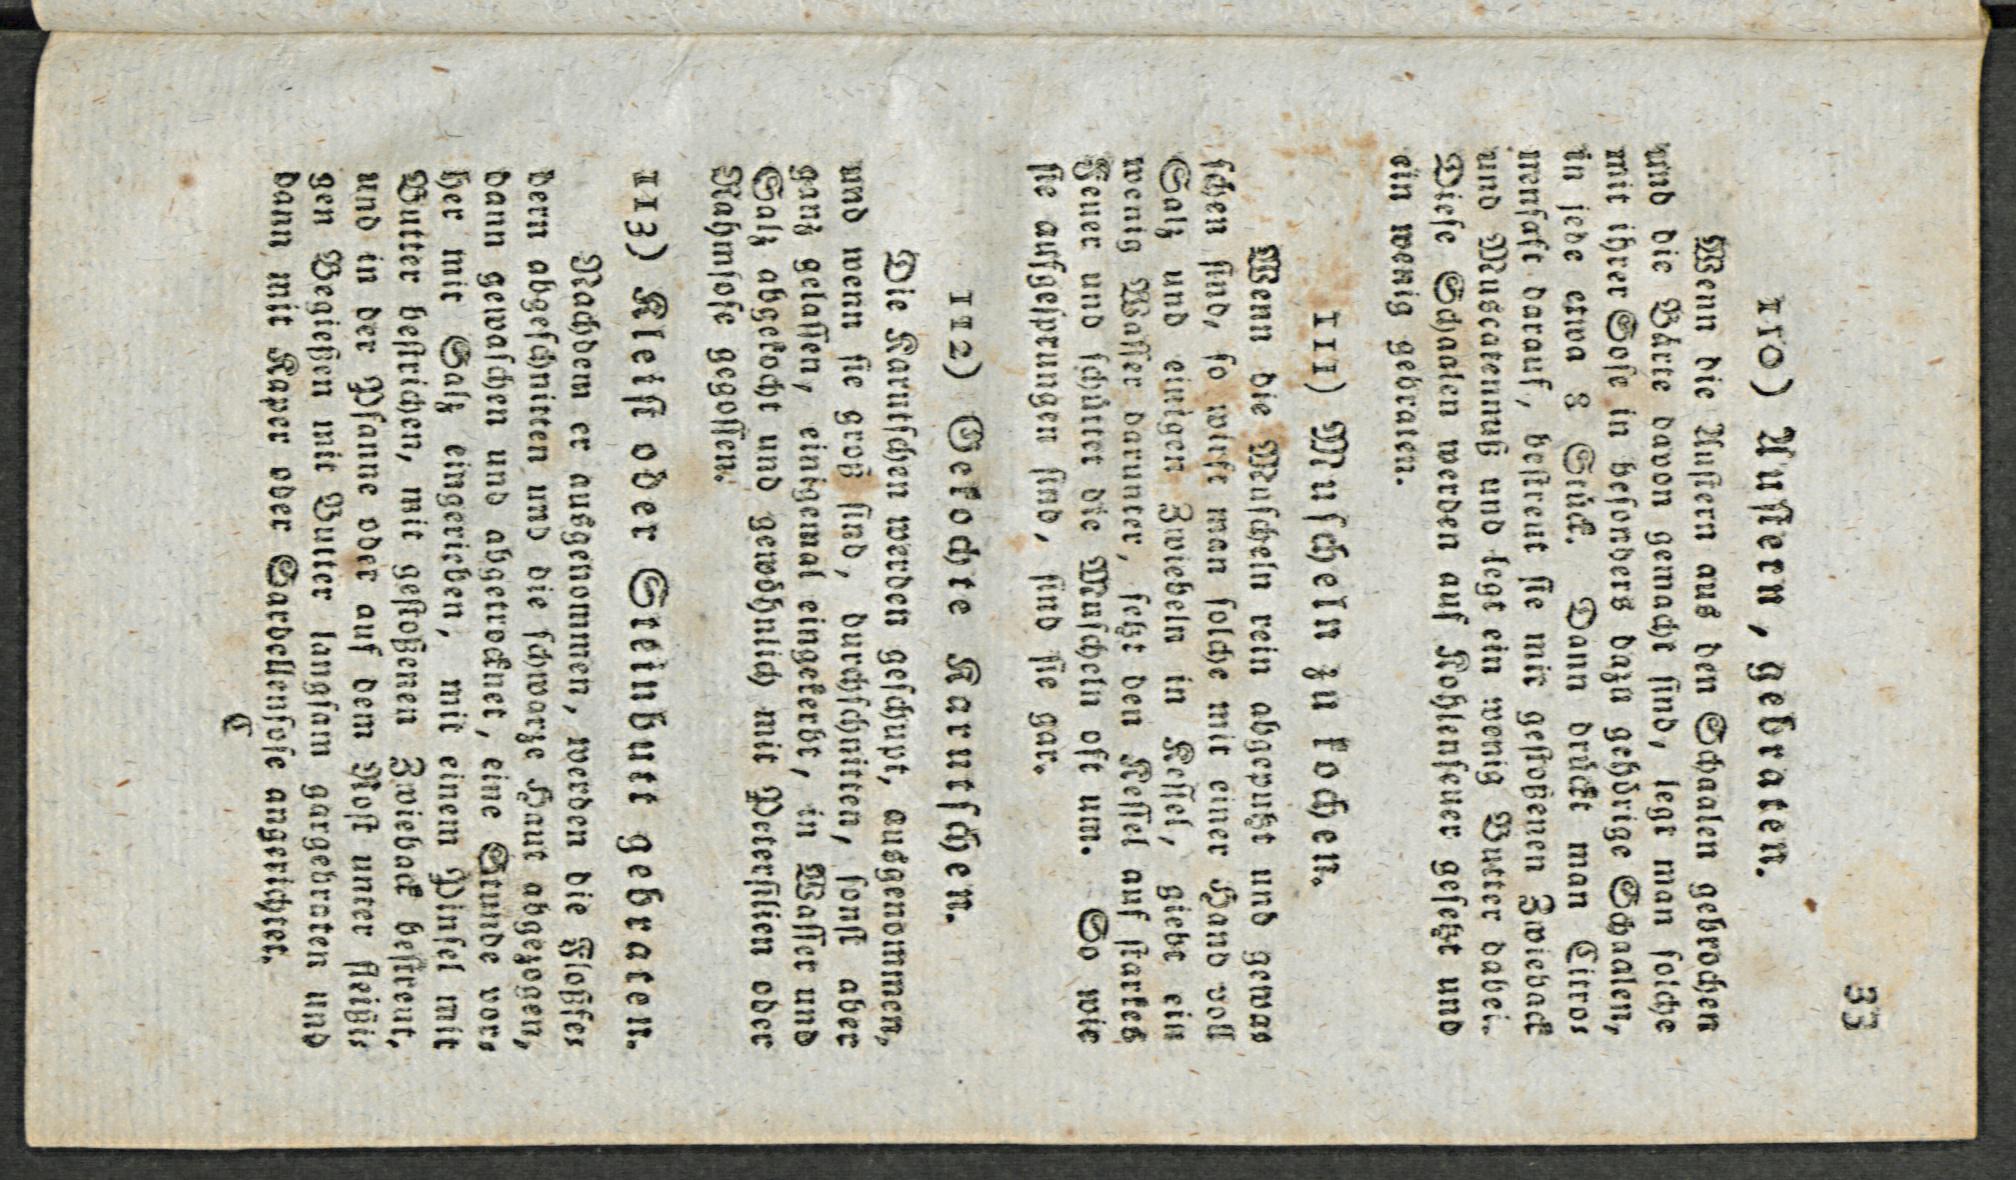 33
110) Austern, gebraten.
Wenn die Austern aus den Schaalen gebrochen
und die Bärte davon gemacht sind, legt man solche
mit ihrer Sose in besonders dazu gehörige Schaalen,
in jede etwa 8 Stück. Dann drückt man Citro-
nensaft darauf, bestreut sie mit gestoßenen Zwieback
und Muscatennuß und legt ein wenig Butter dabei.
Diese Schaalen werden auf Kohlenfeuer gesetzt und
ein wenig gebraten.
111) Muscheln zu kochen.
Wenn die Muscheln rein abgeputzt und gewa-
schen sind, so wirft man solche mit einer Hand voll
Salz und einigen Zwiebeln in Kessel, giebt ein
wenig Wasser darunter, setzt den Kessel auf starkes
Feuer und schüttet die Muscheln oft um. So wie
sie aufgesprungen sind, sind sie gar.
112) Gekochte Karutschen.
Die Karutschen werden geschupt, ausgenommen,
und wenn sie groß sind, durchschnitten, sonst aber
ganz gelassen, einigemal eingekerbt, in Wasser und
Salz abgekocht und gewöhnlich mit Petersilien oder
Rahmsose gegossen.
113) Kleist oder Steinbutt gebraten.
Nachdem er ausgenommen, werden die Floßfe-
dern abgeschnitten und die schwarze Haut abgezogen,
dann gewaschen und abgetrocknet, eine Stunde vor-
her mit Salz eingerieben, mit einem Pinsel mit
Butter bestrichen, mit gestoßenen Zwieback bestreut,
und in der Pfanne oder auf dem Rost unter fleißi-
gen Begießen mit Butter langsam gargebraten und
dann mit Kaper oder Sardellensose angerichtet.
C